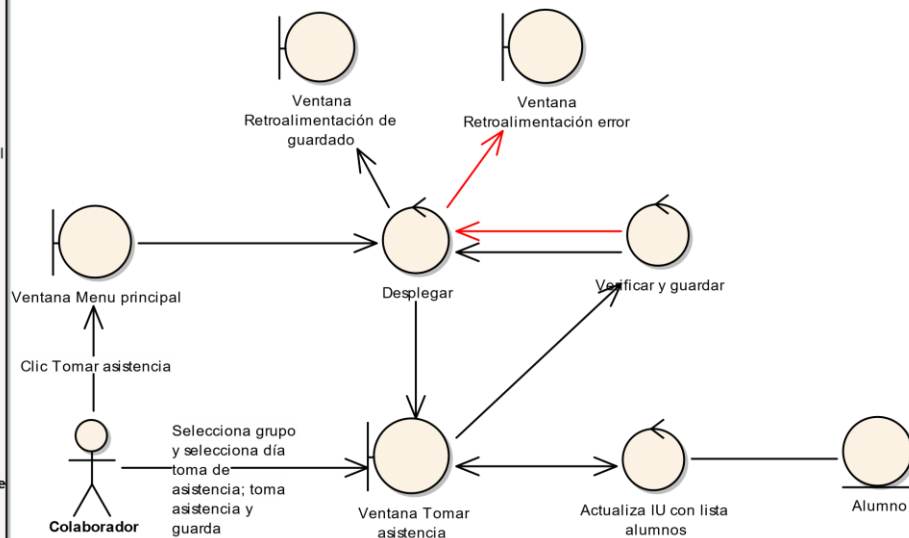 Ventana
Retroalimentación de
guardado
Ventana
Retroalimentación error
Ventana Menu principal
Desplegar
Verificar y guardar
Clic Tomar asistencia
Selecciona grupo
y selecciona día
toma de
asistencia; toma
asistencia y
guarda
Colaborador
Ventana Tomar
asistencia
Actualiza IU con lista
alumnos
Alumno